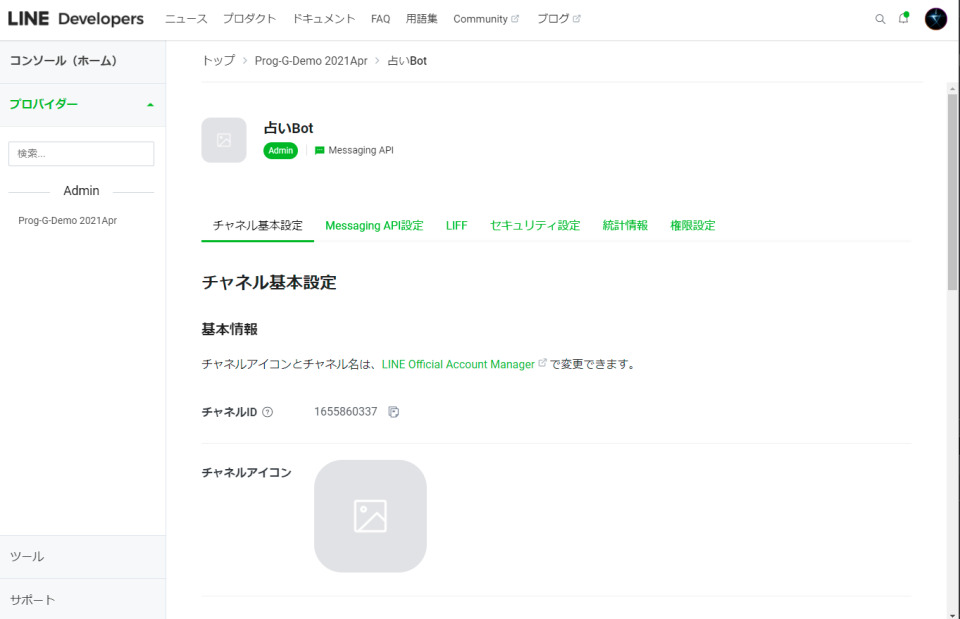 LINE Developers ニュース プロダクト ドキュメント FAQ 用語集 Community ブログ
コンソール（ホーム）
プロバイダー
検索...
Admin
Prog-G-Demo 2021Apr
ツール
サポート
トップ > Prog-G-Demo 2021Apr > 占いBot
占いBot
Admin Messaging API
チャネル基本設定 Messaging API設定 LIFF セキュリティ設定 統計情報 権限設定
チャネル基本設定
基本情報
チャネルアイコンとチャネル名は、LINE Official Account Manager で変更できます。
チャネルID ? 1655860337
チャネルアイコン